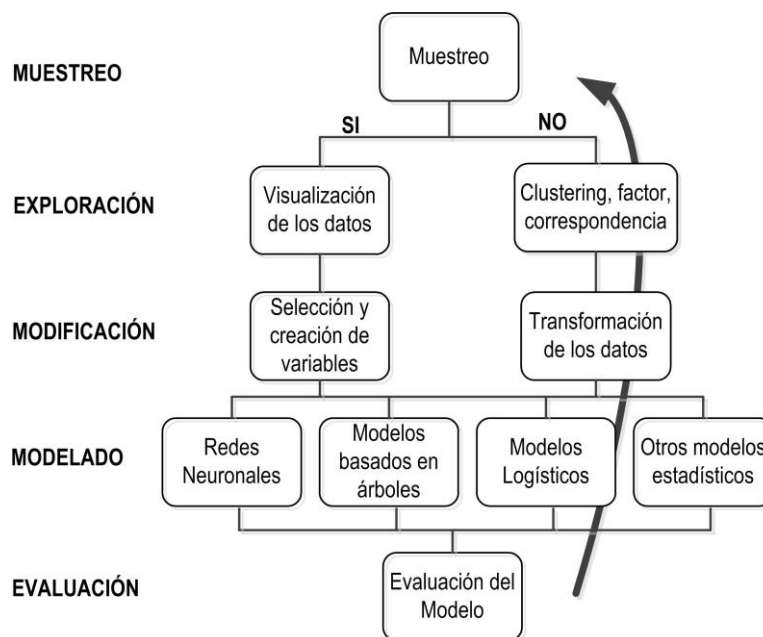 MUESTREO
Muestreo
SI
NO
EXPLORACIÓN
Visualización
de los datos
Clustering, factor,
correspondencia
MODIFICACIÓN
Selección y
creación de
variables
Transformación
de los datos
MODELADO
Redes
Neuronales
Modelos
basados en
árboles
Modelos
Logísticos
Otros modelos
estadísticos
EVALUACIÓN
Evaluación del
Modelo